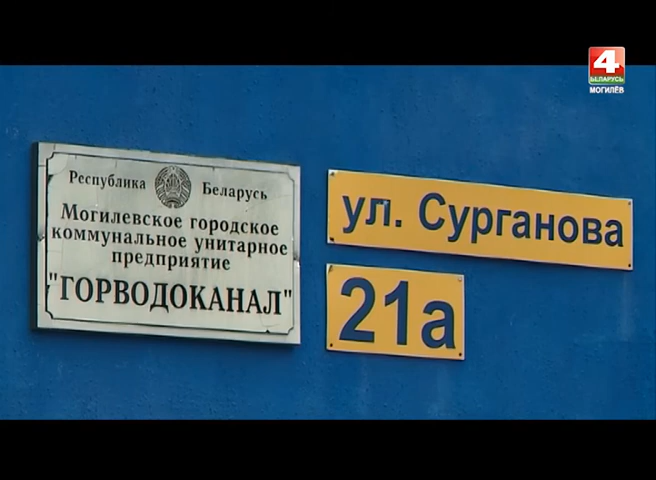 4
БЕЛАРУСЬ
МОГИЛЁВ
Республика Беларусь
Могилевское городское
коммунальное унитарное
предприятие
"ГОРВОДОКАНАЛ"
ул. Сурганова
21а